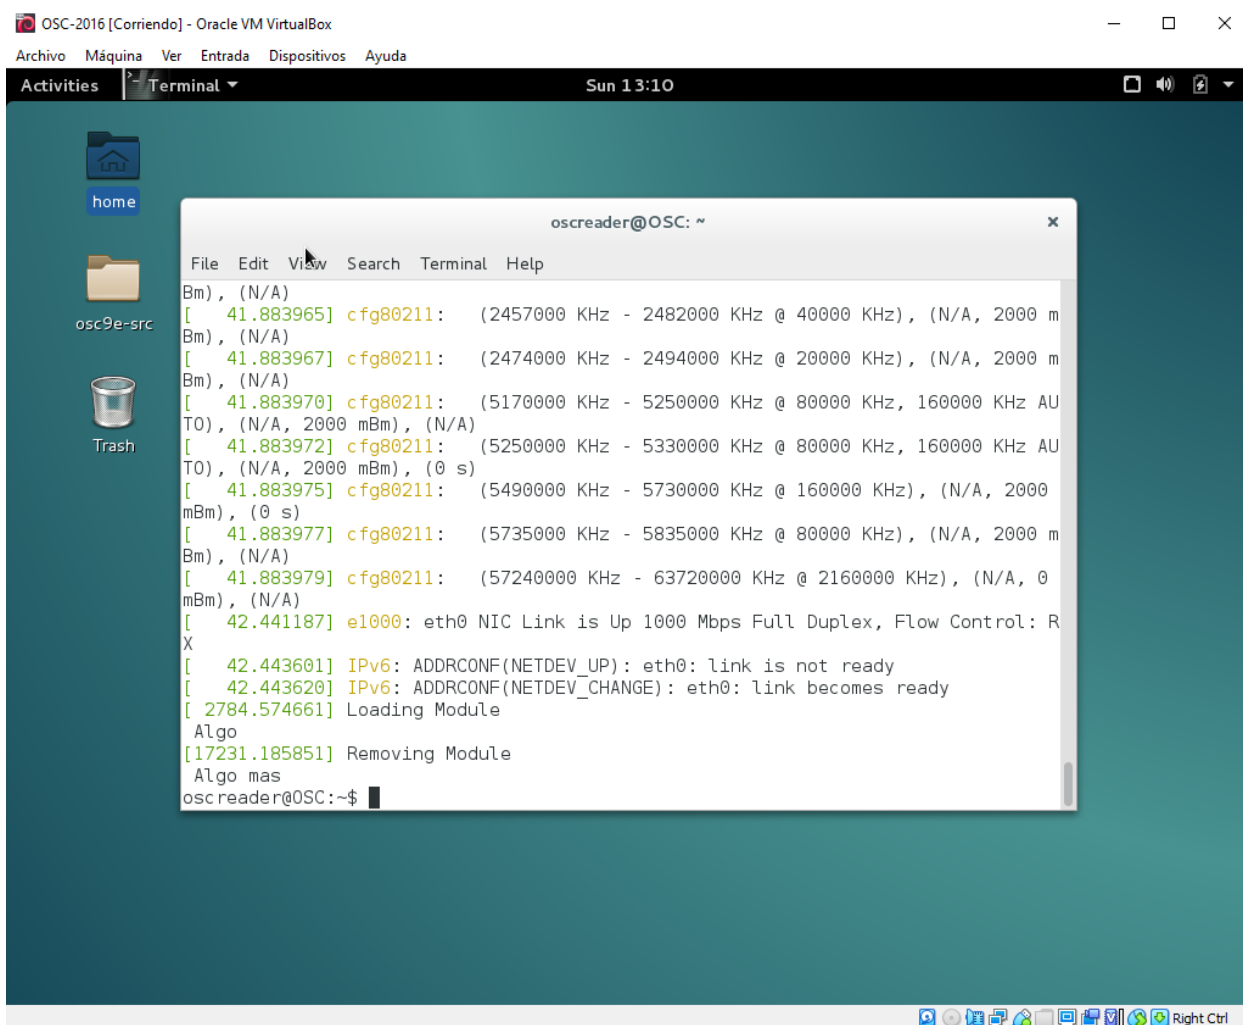 OSC-2016 [Corriendo] - Oracle VM VirtualBox
Archivo Máquina Ver Entrada Dispositivos Ayuda
Activities Terminal Sun 13:10
home
osc9e-src
Trash
oscreader@OSC: ~
File Edit View Search Terminal Help
Bm), (N/A)
[   41.883965] cfg80211:   (2457000 KHz - 2482000 KHz @ 40000 KHz), (N/A, 2000 m
Bm), (N/A)
[   41.883967] cfg80211:   (2474000 KHz - 2494000 KHz @ 20000 KHz), (N/A, 2000 m
Bm), (N/A)
[   41.883970] cfg80211:   (5170000 KHz - 5250000 KHz @ 80000 KHz, 160000 KHz AU
TO), (N/A, 2000 mBm), (N/A)
[   41.883972] cfg80211:   (5250000 KHz - 5330000 KHz @ 80000 KHz, 160000 KHz AU
TO), (N/A, 2000 mBm), (0 s)
[   41.883975] cfg80211:   (5490000 KHz - 5730000 KHz @ 160000 KHz), (N/A, 2000
mBm), (0 s)
[   41.883977] cfg80211:   (5735000 KHz - 5835000 KHz @ 80000 KHz), (N/A, 2000 m
Bm), (N/A)
[   41.883979] cfg80211:   (57240000 KHz - 63720000 KHz @ 2160000 KHz), (N/A, 0
mBm), (N/A)
[   42.441187] e1000: eth0 NIC Link is Up 1000 Mbps Full Duplex, Flow Control: R
X
[   42.443601] IPv6: ADDRCONF(NETDEV_UP): eth0: link is not ready
[   42.443620] IPv6: ADDRCONF(NETDEV_CHANGE): eth0: link becomes ready
[ 2784.574661] Loading Module
 Algo
[17231.185851] Removing Module
 Algo mas
oscreader@OSC:~$
Right Ctrl